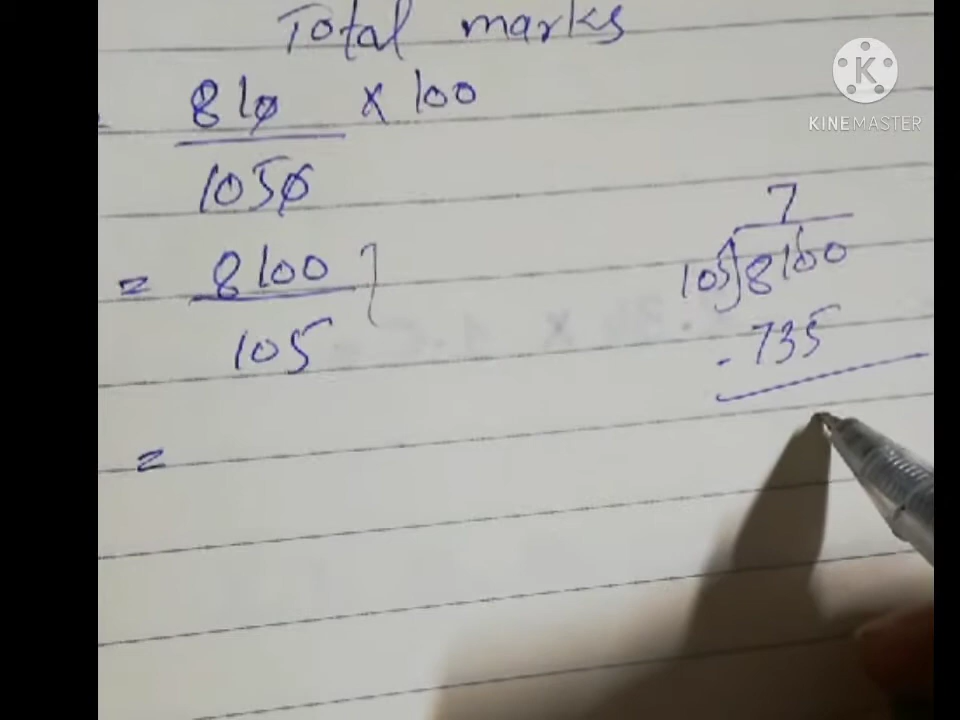 Total marks
810 × 100
1050
= 8100
105
=
7
105)8100
- 735
K
KINEMASTER